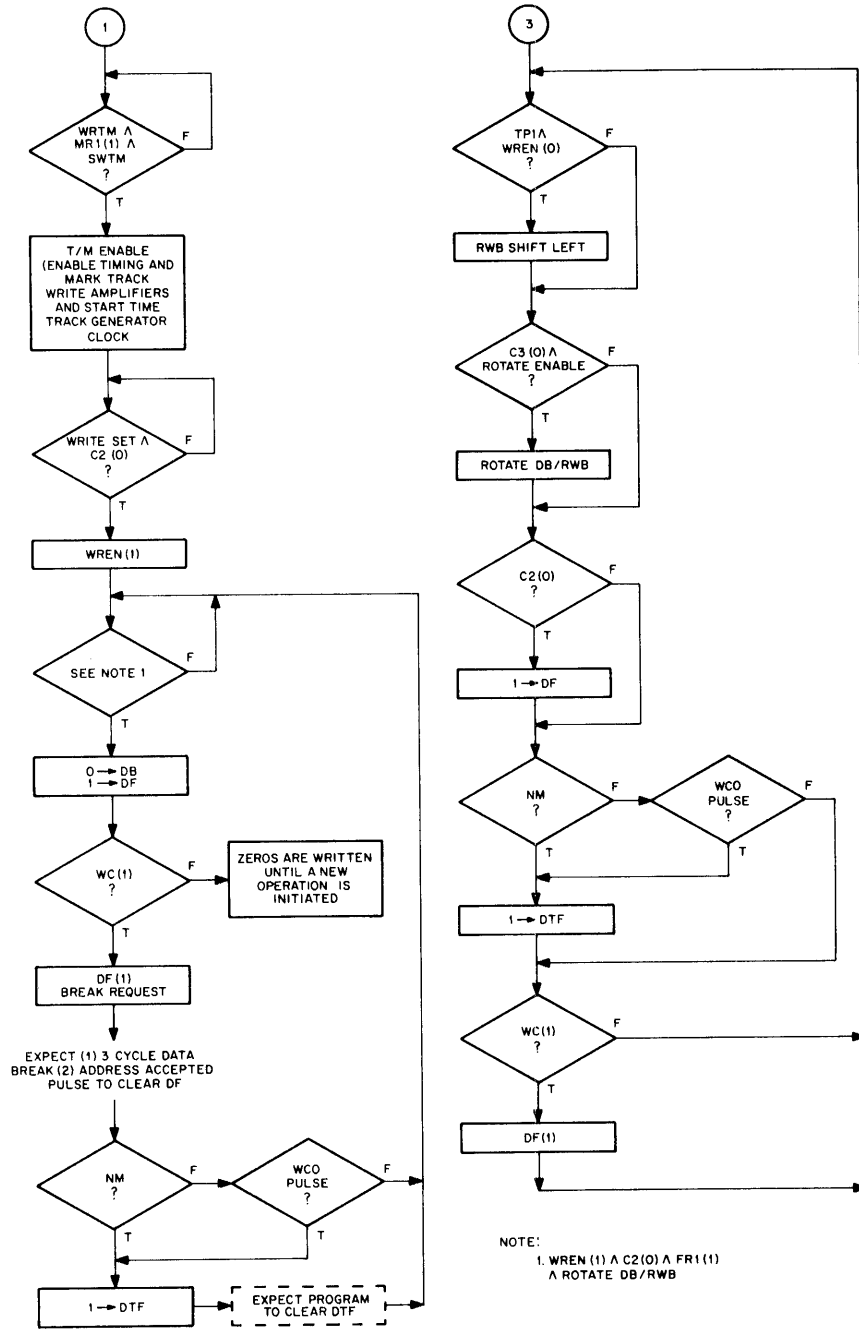 1
WRTM Λ
MR1(1) Λ
SWTM
?
F
T
T/M ENABLE
(ENABLE TIMING AND
MARK TRACK
WRITE AMPLIFIERS
AND START TIME
TRACK GENERATOR
CLOCK
WRITE SET Λ
C2(0)
?
F
T
WREN(1)
SEE NOTE 1
F
T
0→DB
1→DF
WC(1)
?
F
T
ZEROS ARE WRITTEN
UNTIL A NEW
OPERATION IS
INITIATED
DF(1)
BREAK REQUEST
EXPECT (1) 3 CYCLE DATA
BREAK (2) ADDRESS ACCEPTED
PULSE TO CLEAR DF
NM
?
F
T
WCO
PULSE
?
F
T
1→DTF
EXPECT PROGRAM
TO CLEAR DTF
3
TP1Λ
WREN(0)
?
F
T
RWB SHIFT LEFT
C3(0) Λ
ROTATE ENABLE
?
F
T
ROTATE DB/RWB
C2(0)
?
F
T
1→DF
NM
?
F
T
WCO
PULSE
?
F
T
1→DTF
WC(1)
?
F
T
DF(1)
NOTE:
1. WREN (1) Λ C2(0) Λ FR1(1)
Λ ROTATE DB/RWB